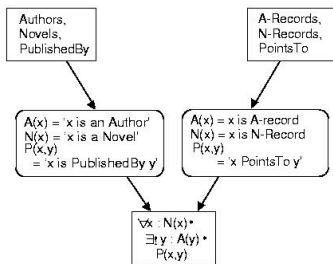 Authors,
Novels,
PublishedBy
A-Records,
N-Records,
PointsTo
A(x) = 'x is an Author'
N(x) = 'x is a Novel'
P(x,y)
= 'x is PublishedBy y'
A(x) = x is A-record
N(x) = x is N-Record
P(x,y)
= 'x PointsTo y'
∀x : N(x) •
∃! y : A(y) •
P(x,y)